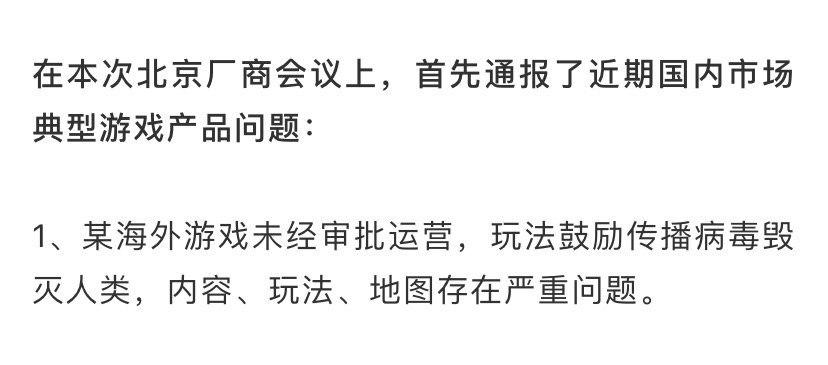 在本次北京厂商会议上，首先通报了近期国内市场
典型游戏产品问题：
1、某海外游戏未经审批运营，玩法鼓励传播病毒毁
灭人类，内容、玩法、地图存在严重问题。